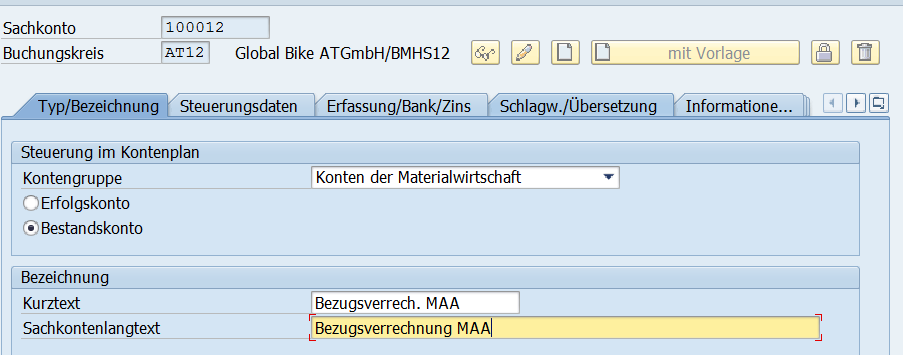 Sachkonto 100012
Buchungskreis AT12 Global Bike ATGmbH/BMHS12 mit Vorlage
Typ/Bezeichnung Steuerungsdaten Erfassung/Bank/Zins Schlagw./Übersetzung Informatione...
Steuerung im Kontenplan
Kontengruppe Konten der Materialwirtschaft
Erfolgskonto
Bestandskonto
Bezeichnung
Kurztext Bezugsverrech. MAA
Sachkontenlangtext Bezugsverrechnung MAA